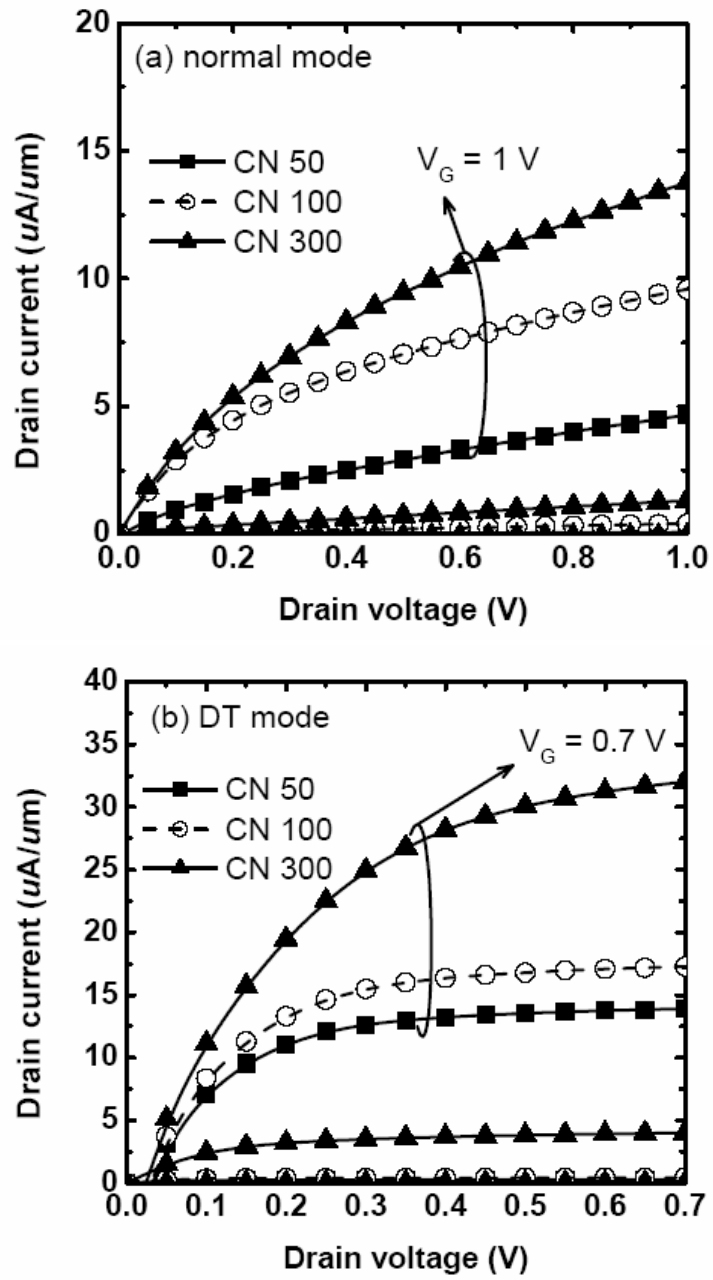 (a) normal mode
V_G = 1 V
CN 50
CN 100
CN 300
Drain current (uA/um)
20
15
10
5
0
0.0 0.2 0.4 0.6 0.8 1.0
Drain voltage (V)
(b) DT mode
V_G = 0.7 V
CN 50
CN 100
CN 300
Drain current (uA/um)
40
35
30
25
20
15
10
5
0
0.0 0.1 0.2 0.3 0.4 0.5 0.6 0.7
Drain voltage (V)